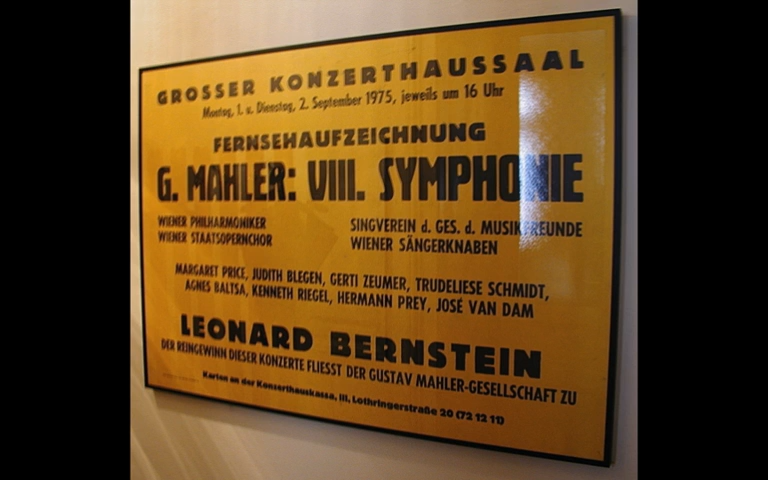 GROSSER KONZERTHAUSSAAL
Montag, 1. u. Dienstag, 2. September 1975, jeweils um 16 Uhr
FERNSEHAUFZEICHNUNG
G. MAHLER: VIII. SYMPHONIE
WIENER PHILHARMONIKER
WIENER STAATSOPERNCHOR
SINGVEREIN d. GES. d. MUSIKFREUNDE
WIENER SÄNGERKNABEN
MARGARET PRICE, JUDITH BLEGEN, GERTI ZEUMER, TRUDELIESE SCHMIDT,
AGNES BALTSA, KENNETH RIEGEL, HERMANN PREY, JOSÉ VAN DAM
LEONARD BERNSTEIN
DER REINGEWINN DIESER KONZERTE FLIESST DER GUSTAV MAHLER-GESELLSCHAFT ZU
Karten an der Konzerthauskassa, III, Lothringerstraße 20 (72 12 11)